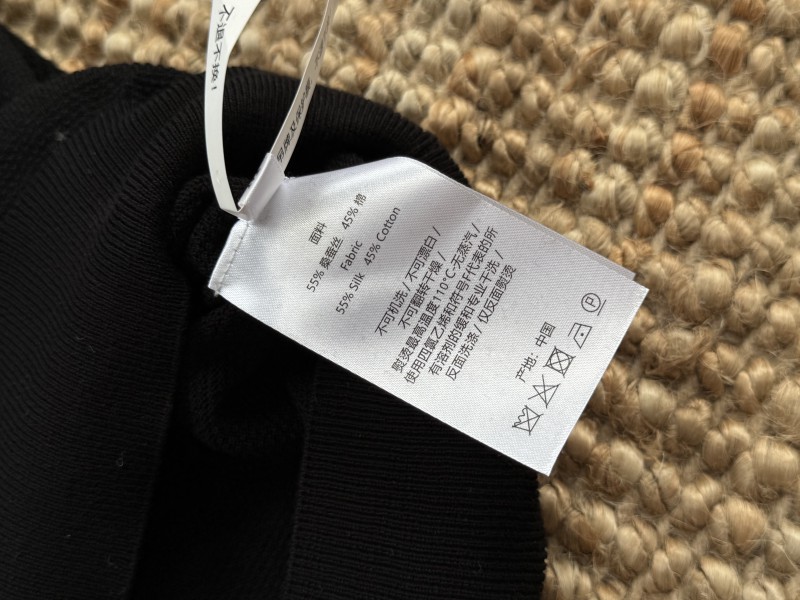 不退不换！
面料
55% 桑蚕丝 45% 棉
Fabric
55% Silk 45% Cotton
不可机洗 / 不可漂白 /
不可翻转干燥 /
熨烫最高温度110°C-无蒸汽 /
使用四氯乙烯和符号F代表的所
有溶剂的缓和专业干洗 /
反面洗涤 / 仅反面熨烫
产地：中国
P